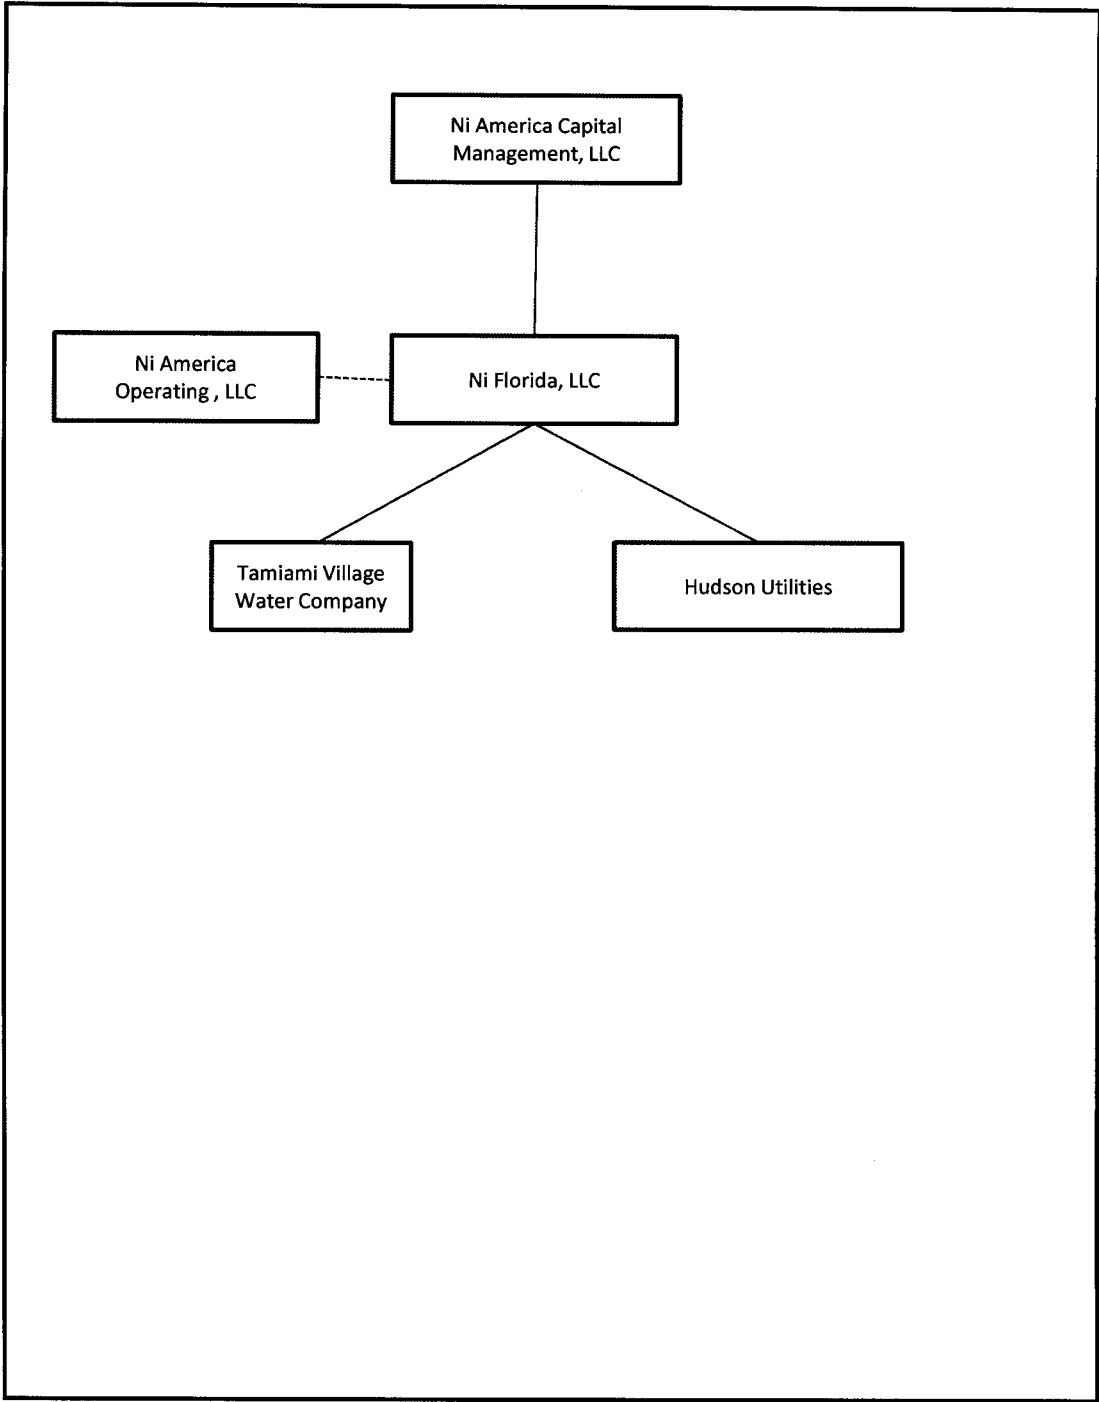 Ni America Capital
Management, LLC
Ni America
Operating , LLC
Ni Florida, LLC
Tamiami Village
Water Company
Hudson Utilities